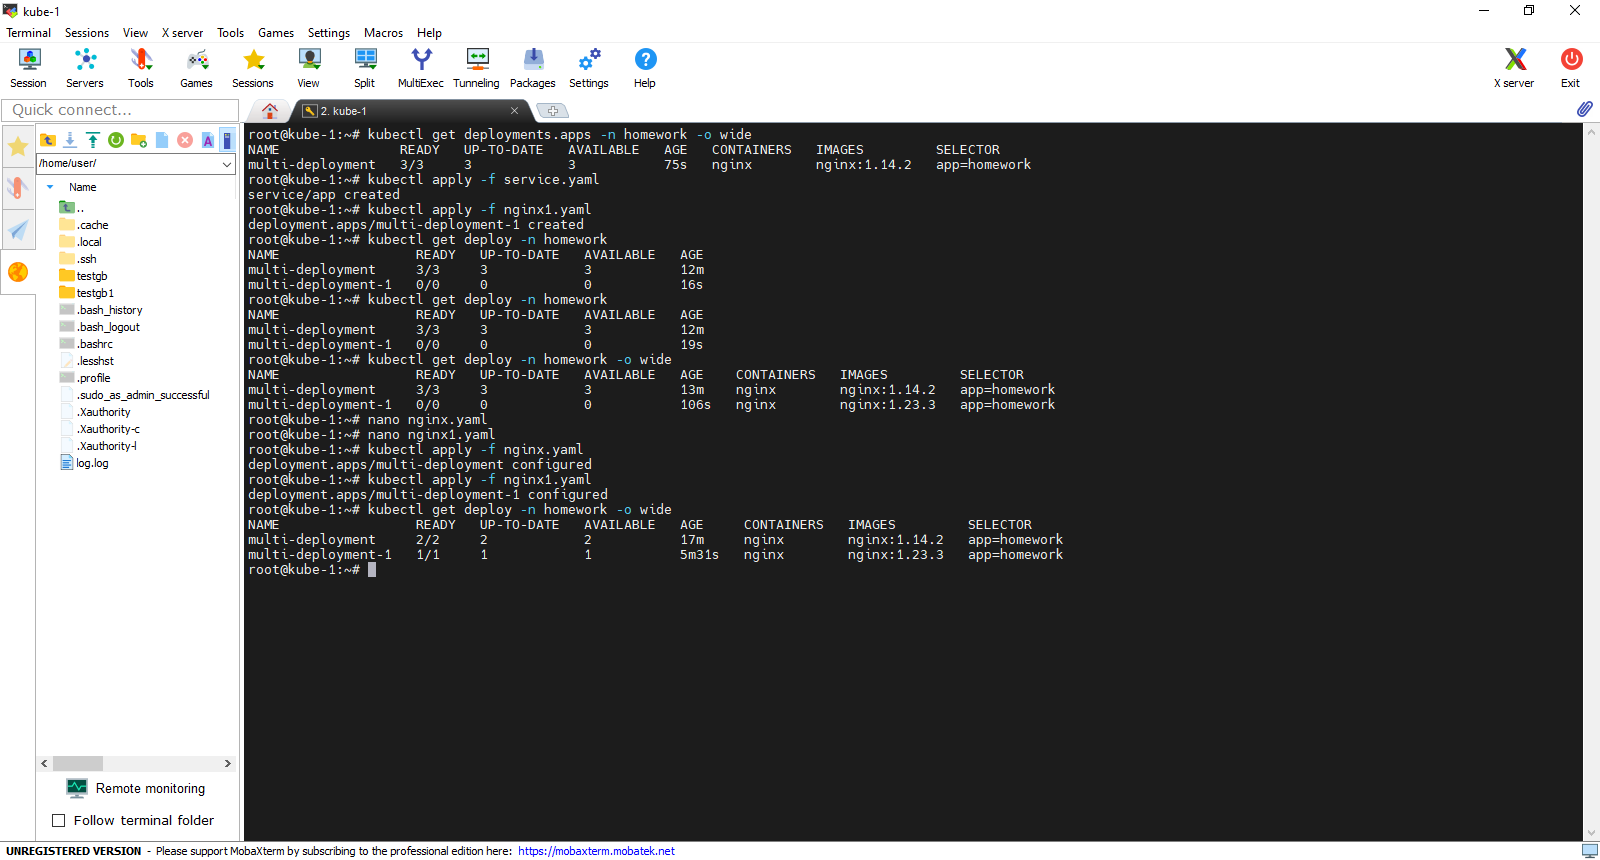 kube-1
Terminal Sessions View X server Tools Games Settings Macros Help
Session Servers Tools Games Sessions View Split MultiExec Tunneling Packages Settings Help X server Exit
Quick connect...
2. kube-1
/home/user/
Name
..
.cache
.local
.ssh
testgb
testgb1
.bash_history
.bash_logout
.bashrc
.lesshst
.profile
.sudo_as_admin_successful
.Xauthority
.Xauthority-c
.Xauthority-l
log.log
Remote monitoring
Follow terminal folder
root@kube-1:~# kubectl get deployments.apps -n homework -o wide
NAME               READY   UP-TO-DATE   AVAILABLE   AGE   CONTAINERS   IMAGES         SELECTOR
multi-deployment   3/3     3            3           75s   nginx        nginx:1.14.2   app=homework
root@kube-1:~# kubectl apply -f service.yaml
service/app created
root@kube-1:~# kubectl apply -f nginx1.yaml
deployment.apps/multi-deployment-1 created
root@kube-1:~# kubectl get deploy -n homework
NAME                 READY   UP-TO-DATE   AVAILABLE   AGE
multi-deployment     3/3     3            3           12m
multi-deployment-1   0/0     0            0           16s
root@kube-1:~# kubectl get deploy -n homework
NAME                 READY   UP-TO-DATE   AVAILABLE   AGE
multi-deployment     3/3     3            3           12m
multi-deployment-1   0/0     0            0           19s
root@kube-1:~# kubectl get deploy -n homework -o wide
NAME                 READY   UP-TO-DATE   AVAILABLE   AGE    CONTAINERS   IMAGES         SELECTOR
multi-deployment     3/3     3            3           13m    nginx        nginx:1.14.2   app=homework
multi-deployment-1   0/0     0            0           106s   nginx        nginx:1.23.3   app=homework
root@kube-1:~# nano nginx.yaml
root@kube-1:~# nano nginx1.yaml
root@kube-1:~# kubectl apply -f nginx.yaml
deployment.apps/multi-deployment configured
root@kube-1:~# kubectl apply -f nginx1.yaml
deployment.apps/multi-deployment-1 configured
root@kube-1:~# kubectl get deploy -n homework -o wide
NAME                 READY   UP-TO-DATE   AVAILABLE   AGE     CONTAINERS   IMAGES         SELECTOR
multi-deployment     2/2     2            2           17m     nginx        nginx:1.14.2   app=homework
multi-deployment-1   1/1     1            1           5m31s   nginx        nginx:1.23.3   app=homework
root@kube-1:~#
UNREGISTERED VERSION - Please support MobaXterm by subscribing to the professional edition here: https://mobaxterm.mobatek.net